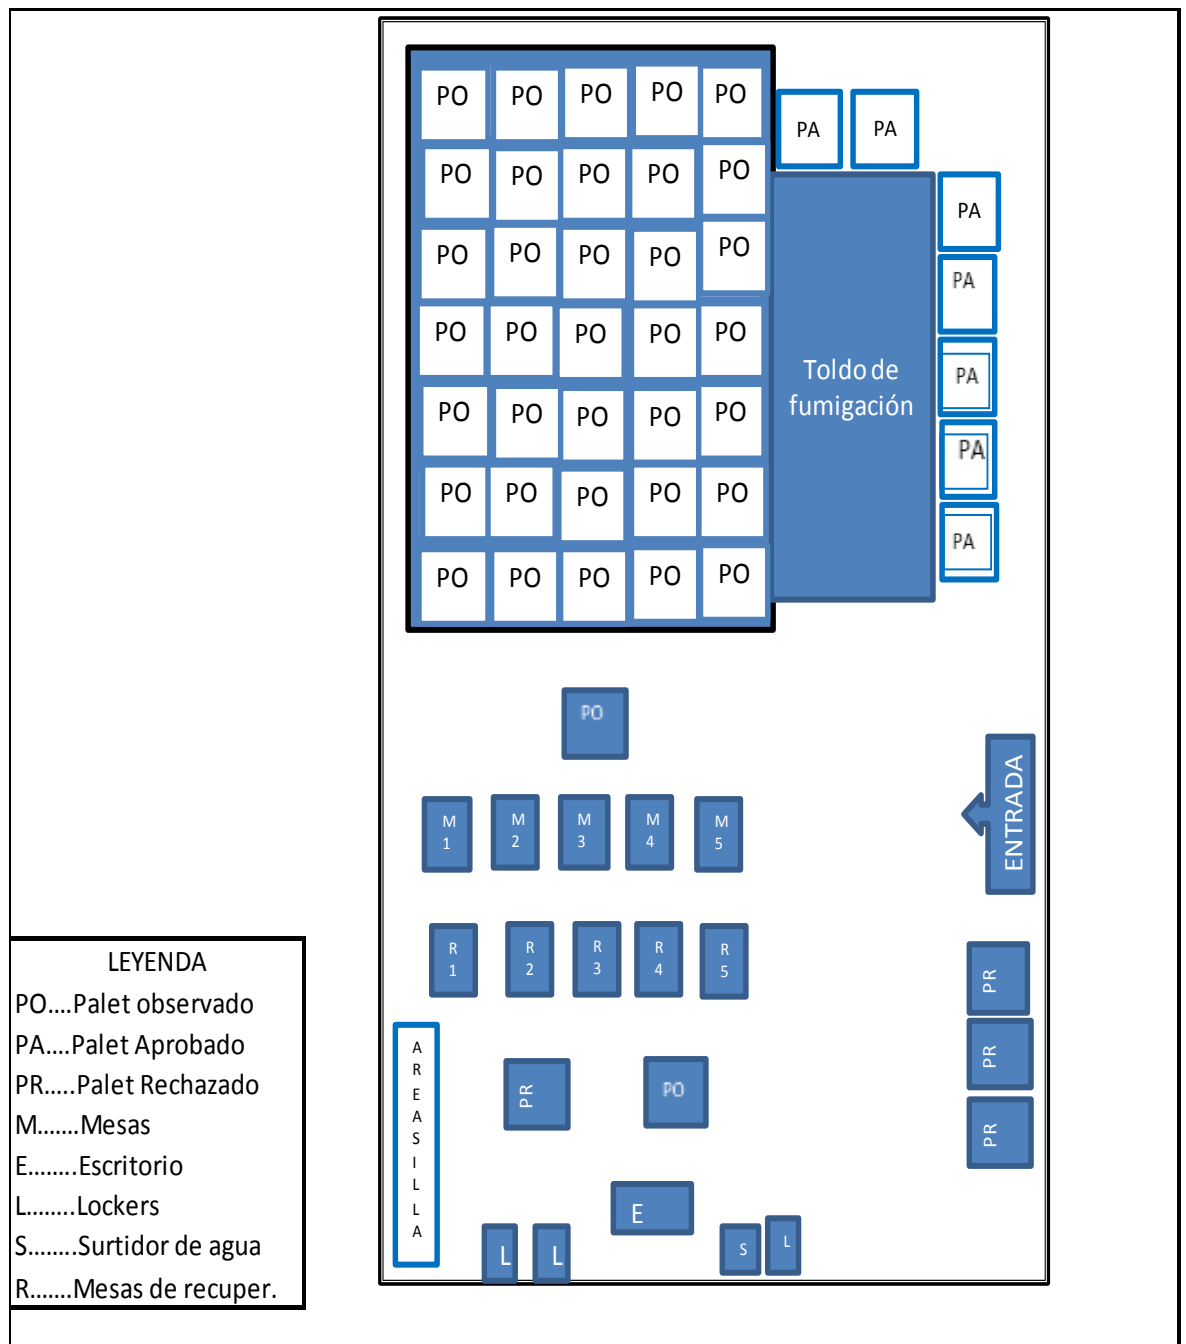 PO PO PO PO PO
PA PA
PO PO PO PO PO
PA
PO PO PO PO PO
PA
PO PO PO PO PO
Toldo de
fumigación
PA
PO PO PO PO PO
PA
PO PO PO PO PO
PA
PO PO PO PO PO
PO
ENTRADA
M
1
M
2
M
3
M
4
M
5
R
1
R
2
R
3
R
4
R
5
PR
PR
PR
A
R
E
A
S
I
L
L
A
PR
PO
E
L
L
S
L
LEYENDA
PO....Palet observado
PA....Palet Aprobado
PR.....Palet Rechazado
M.......Mesas
E........Escritorio
L........Lockers
S........Surtidor de agua
R.......Mesas de recuper.